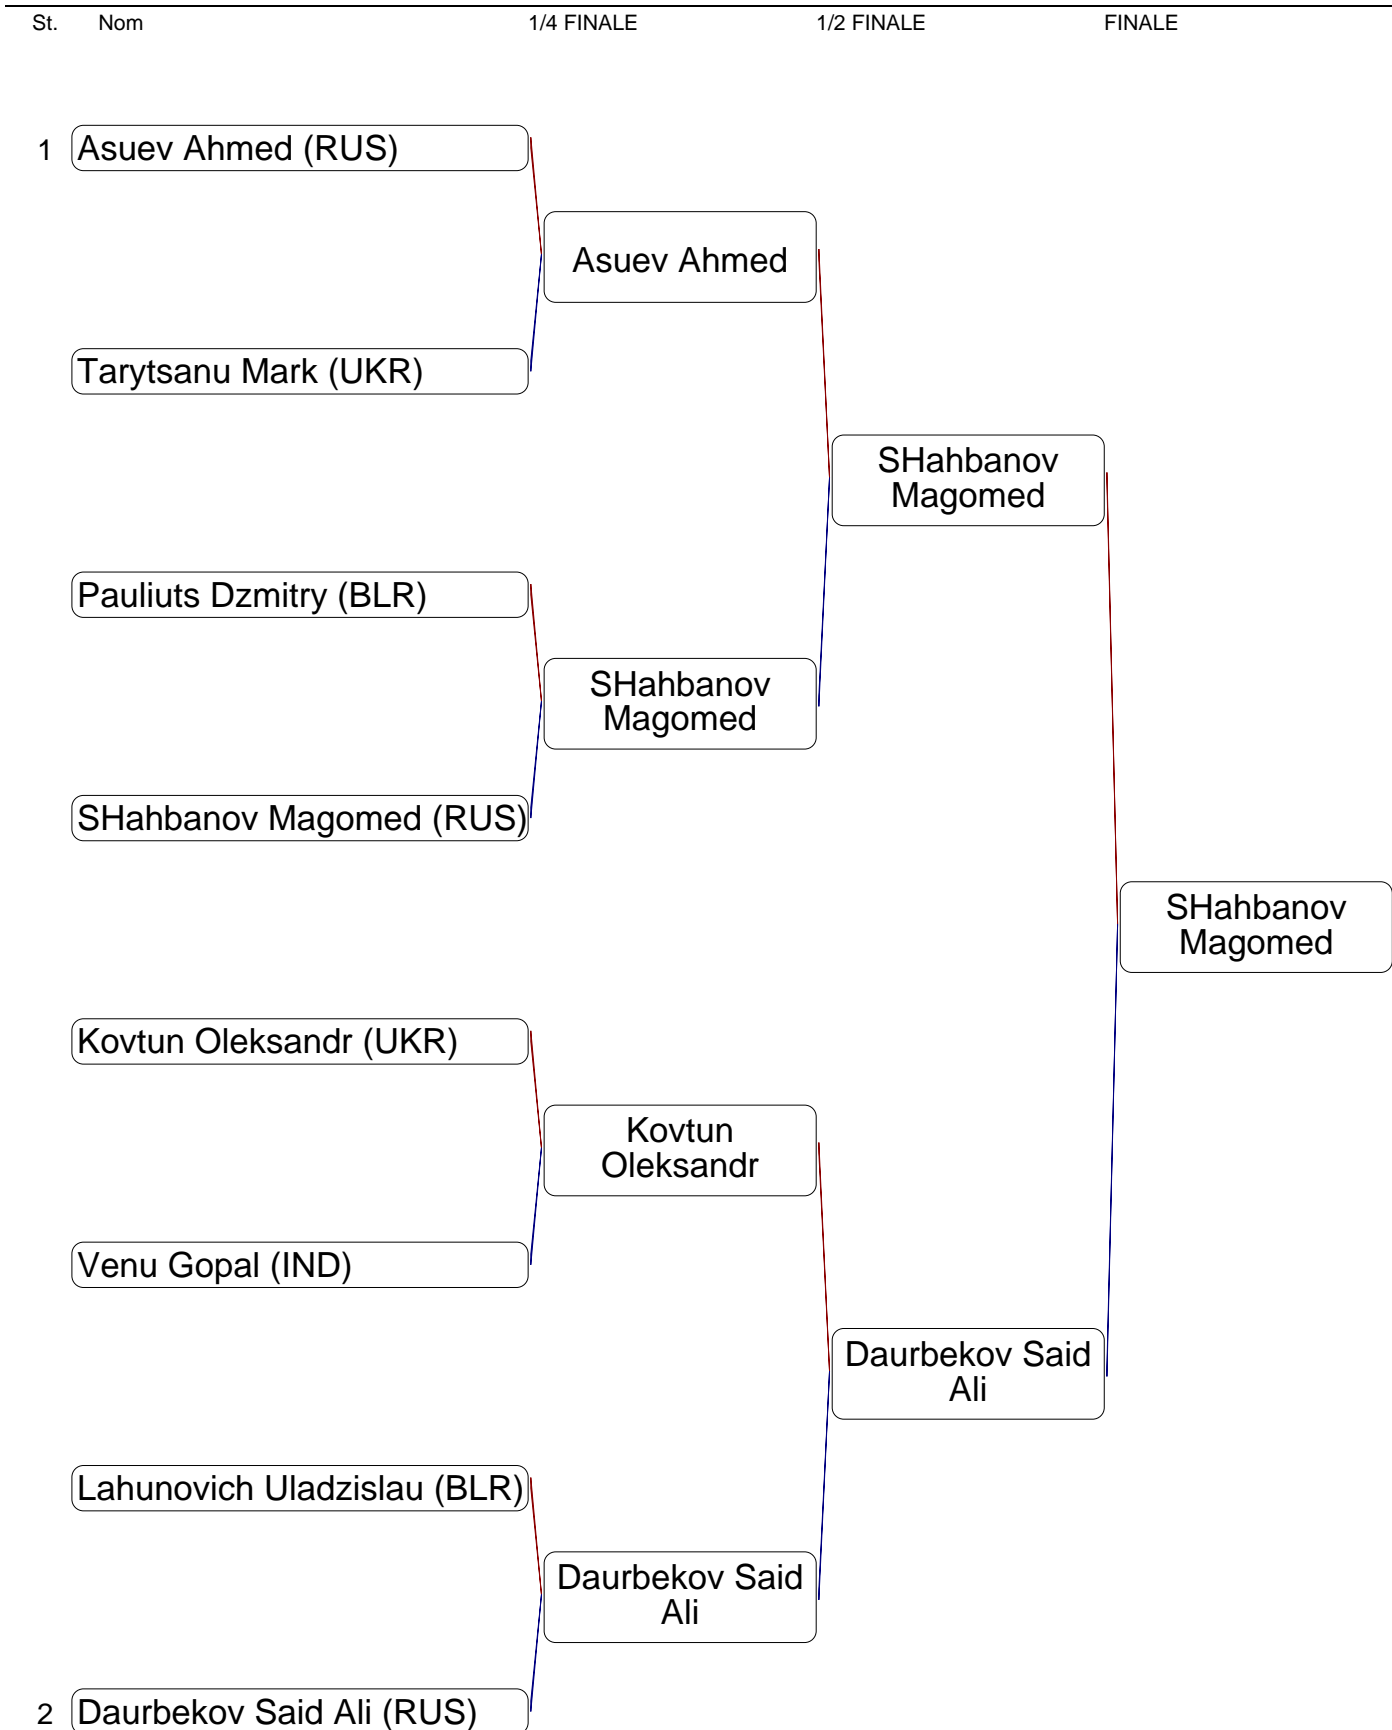 St. Nom 1/4 FINALE 1/2 FINALE FINALE
1 Asuev Ahmed (RUS)
Asuev Ahmed
Tarytsanu Mark (UKR)
SHahbanov
Magomed
Pauliuts Dzmitry (BLR)
SHahbanov
Magomed
SHahbanov Magomed (RUS)
SHahbanov
Magomed
Kovtun Oleksandr (UKR)
Kovtun
Oleksandr
Venu Gopal (IND)
Daurbekov Said
Ali
Lahunovich Uladzislau (BLR)
Daurbekov Said
Ali
2 Daurbekov Said Ali (RUS)